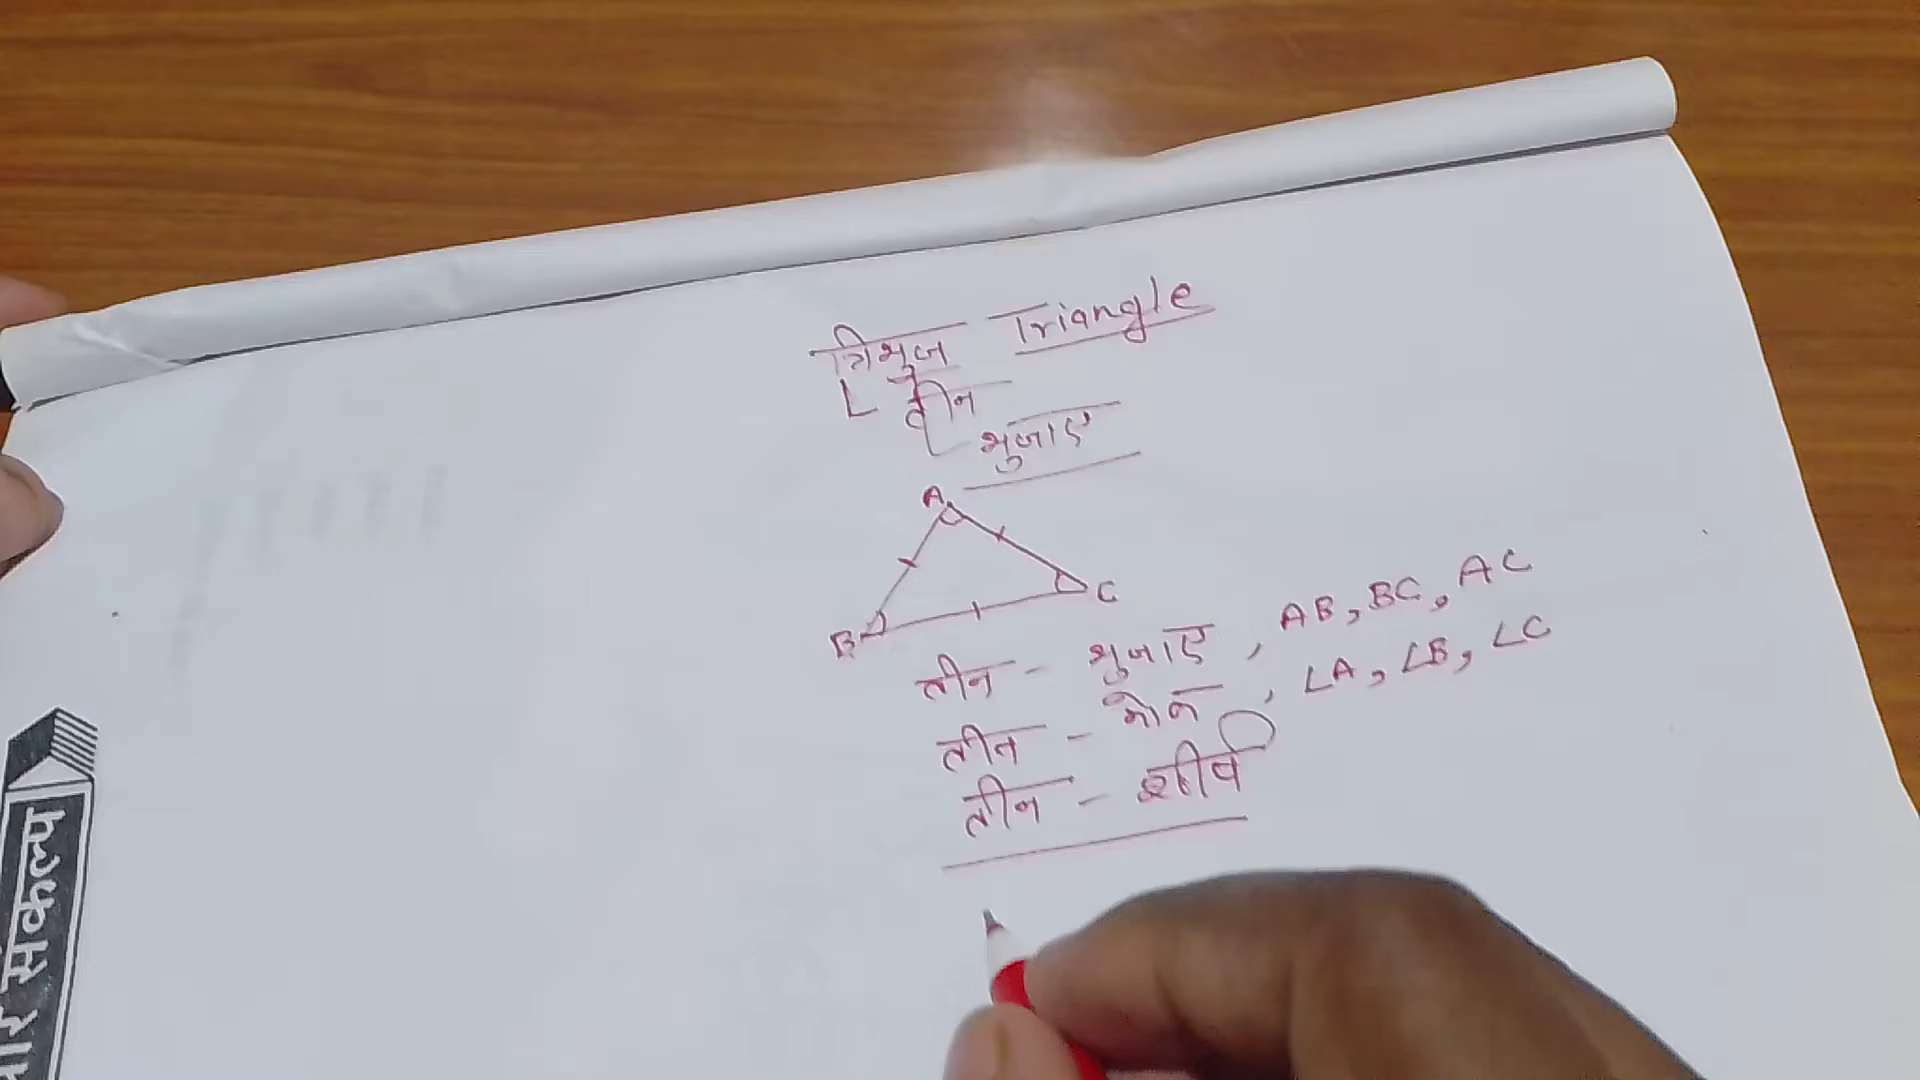 त्रिभुज Triangle
तीन
भुजाए
A
B
C
तीन - भुजाए , AB, BC, AC
तीन - कोन , ∠A, ∠B, ∠C
तीन - शीर्ष
संकल्प